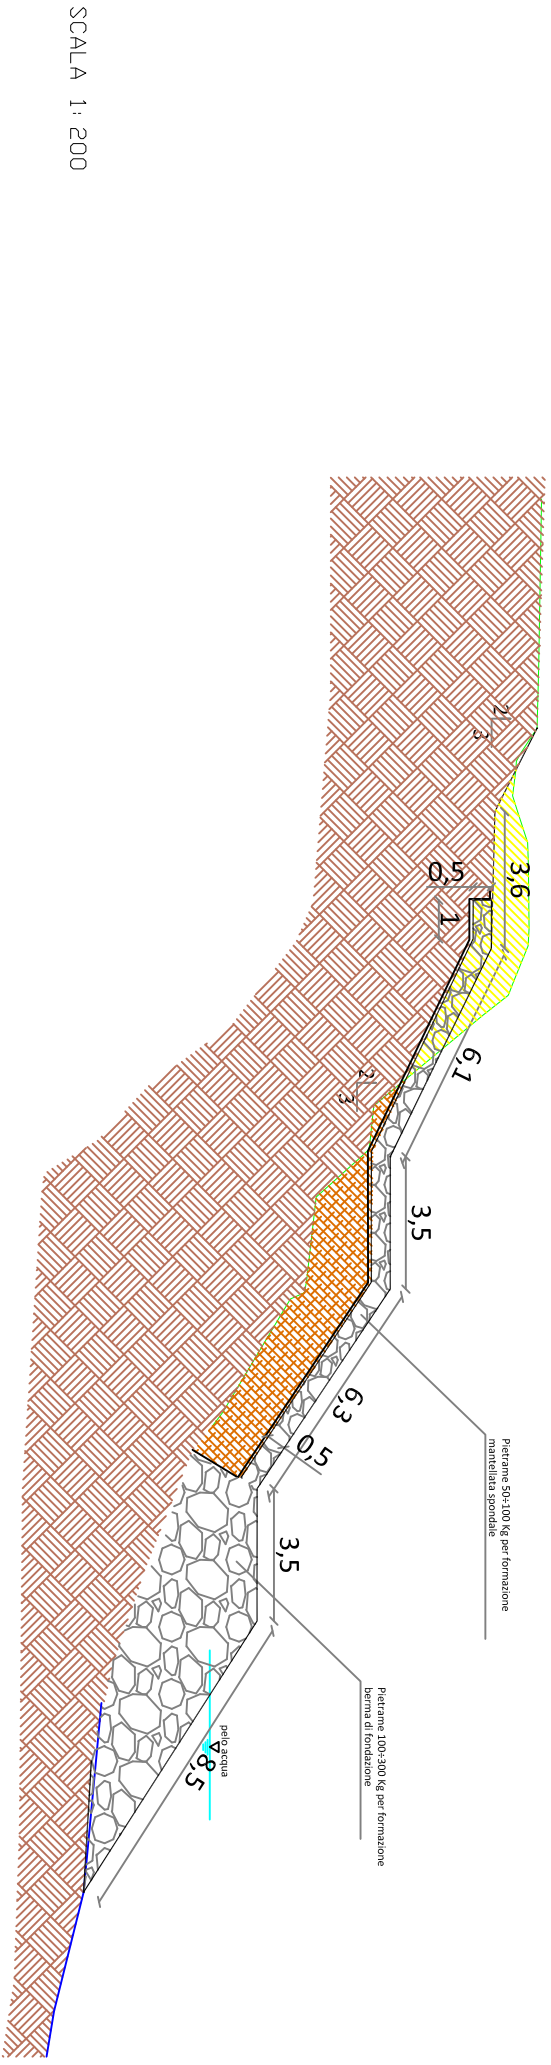 SCALA 1: 200
2
3
3,6
0,5
1
6,1
2
3
3,5
6,3
0,5
Pietrame 50÷100 Kg per formazione
mantellata spondale
3,5
Pietrame 100÷300 Kg per formazione
berma di fondazione
pelo acqua
8,5